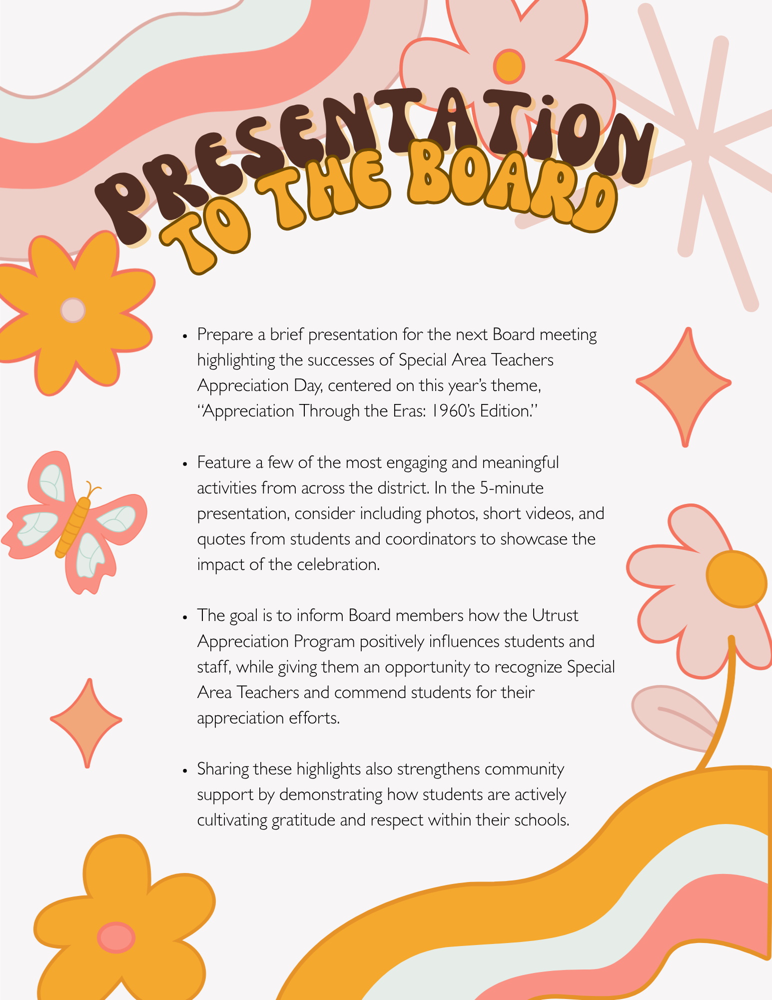 PRESENTATiON
TO THE BOARD
• Prepare a brief presentation for the next Board meeting
highlighting the successes of Special Area Teachers
Appreciation Day, centered on this year’s theme,
“Appreciation Through the Eras: 1960’s Edition.”
• Feature a few of the most engaging and meaningful
activities from across the district. In the 5-minute
presentation, consider including photos, short videos, and
quotes from students and coordinators to showcase the
impact of the celebration.
• The goal is to inform Board members how the Utrust
Appreciation Program positively influences students and
staff, while giving them an opportunity to recognize Special
Area Teachers and commend students for their
appreciation efforts.
• Sharing these highlights also strengthens community
support by demonstrating how students are actively
cultivating gratitude and respect within their schools.